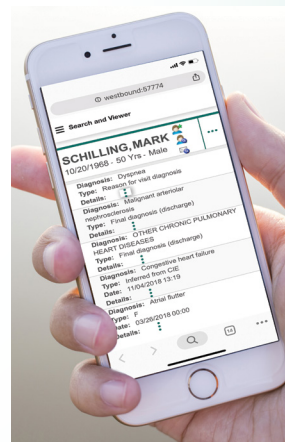 westbound:57774
Search and Viewer
SCHILLING, MARK
10/20/1968 - 50 Yrs - Male
Diagnosis: Dyspnea
Type: Reason for visit diagnosis
Details:
Diagnosis: Malignant arteriolar
nephrosclerosis
Type: Final diagnosis (discharge)
Details:
Diagnosis: OTHER CHRONIC PULMONARY
HEART DISEASES
Type: Final diagnosis (discharge)
Details:
Diagnosis: Congestive heart failure
Type: Inferred from CIE
Date: 11/04/2018 13:19
Details:
Diagnosis: Atrial flutter
Type: F
Date: 03/26/2018 00:00
Details:
14